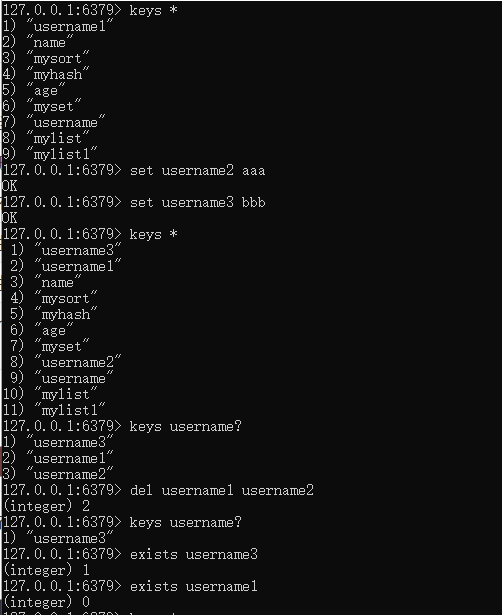 127.0.0.1:6379> keys *
1) "username1"
2) "name"
3) "mysort"
4) "myhash"
5) "age"
6) "myset"
7) "username"
8) "mylist"
9) "mylist1"
127.0.0.1:6379> set username2 aaa
OK
127.0.0.1:6379> set username3 bbb
OK
127.0.0.1:6379> keys *
1) "username3"
2) "username1"
3) "name"
4) "mysort"
5) "myhash"
6) "age"
7) "myset"
8) "username2"
9) "username"
10) "mylist"
11) "mylist1"
127.0.0.1:6379> keys username?
1) "username3"
2) "username1"
3) "username2"
127.0.0.1:6379> del username1 username2
(integer) 2
127.0.0.1:6379> keys username?
1) "username3"
127.0.0.1:6379> exists username3
(integer) 1
127.0.0.1:6379> exists username1
(integer) 0